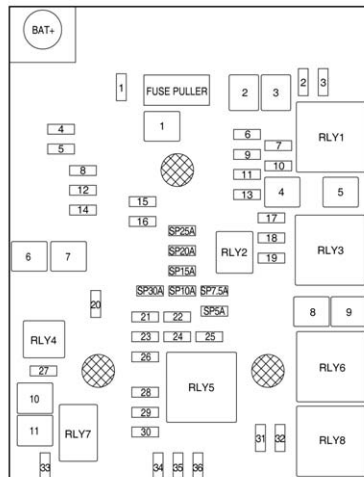 BAT+
1
FUSE PULLER
2
3
2
3
1
RLY1
4
5
6
7
8
9
10
11
12
13
14
4
5
15
16
17
18
19
SP25A
SP20A
SP15A
RLY2
RLY3
6
7
SP30A
SP10A
SP7.5A
SP5A
20
21
22
8
9
RLY4
23
24
25
26
27
RLY5
RLY6
10
11
RLY7
28
29
30
31
32
RLY8
33
34
35
36